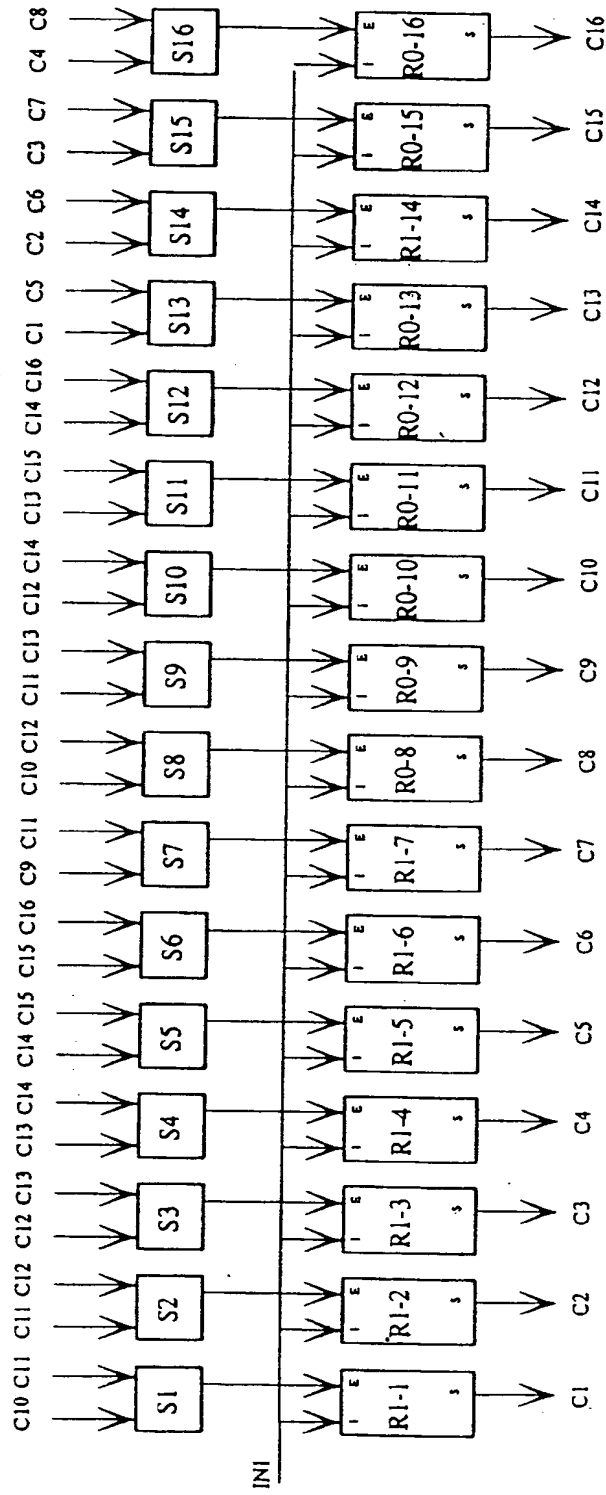 C10 C11 C11 C12 C12 C13 C13 C14 C14 C15 C15 C16 C9 C11 C10 C12 C11 C13 C12 C14 C13 C15 C14 C16 C1 C5 C2 C6 C3 C7 C4 C8
S1 S2 S3 S4 S5 S6 S7 S8 S9 S10 S11 S12 S13 S14 S15 S16
IN1
I E I E I E I E I E I E I E I E I E I E I E I E I E I E I E I E
R1-1 R1-2 R1-3 R1-4 R1-5 R1-6 R1-7 R0-8 R0-9 R0-10 R0-11 R0-12 R0-13 R1-14 R0-15 R0-16
s s s s s s s s s s s s s s s s
C1 C2 C3 C4 C5 C6 C7 C8 C9 C10 C11 C12 C13 C14 C15 C16